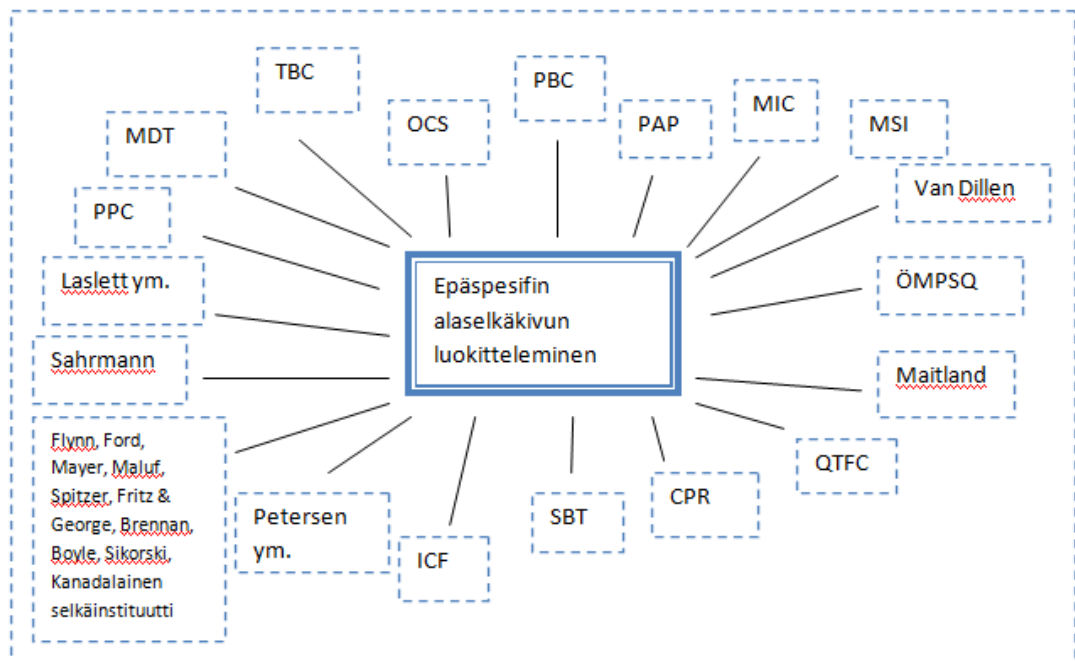 TBC
PBC
MIC
OCS
PAP
MSI
MDT
Van Dillen
PPC
Laslett ym.
ÖMPSQ
Epäspesifin
alaselkäkivun
luokitteleminen
Sahrmann
Maitland
Flynn, Ford,
Mayer, Maluf,
Spitzer, Fritz &
George, Brennan,
Boyle, Sikorski,
Kanadalainen
selkäinstituutti
QTFC
CPR
SBT
Petersen
ym.
ICF